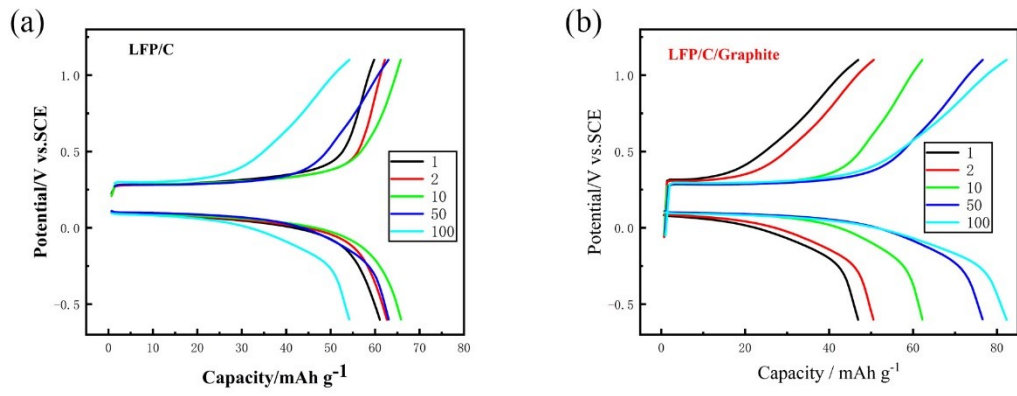 (a)
LFP/C
Potential/V vs.SCE
1.0
0.5
0.0
-0.5
1
2
10
50
100
0 10 20 30 40 50 60 70 80
Capacity/mAh g-1
(b)
LFP/C/Graphite
Potential/V vs.SCE
1.0
0.5
0.0
-0.5
1
2
10
50
100
0 20 40 60 80
Capacity / mAh g-1